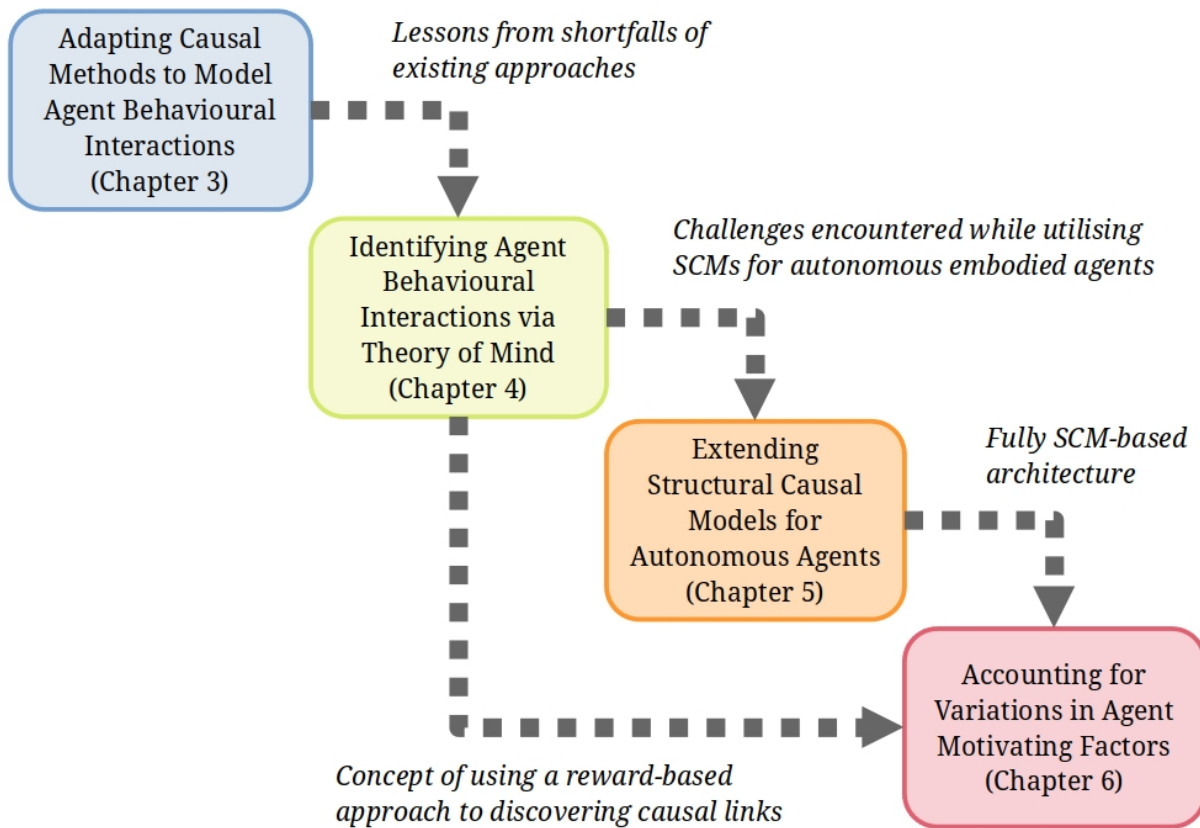 Adapting Causal
Methods to Model
Agent Behavioural
Interactions
(Chapter 3)
Lessons from shortfalls of
existing approaches
Identifying Agent
Behavioural
Interactions via
Theory of Mind
(Chapter 4)
Challenges encountered while utilising
SCMs for autonomous embodied agents
Extending
Structural Causal
Models for
Autonomous Agents
(Chapter 5)
Fully SCM-based
architecture
Accounting for
Variations in Agent
Motivating Factors
(Chapter 6)
Concept of using a reward-based
approach to discovering causal links